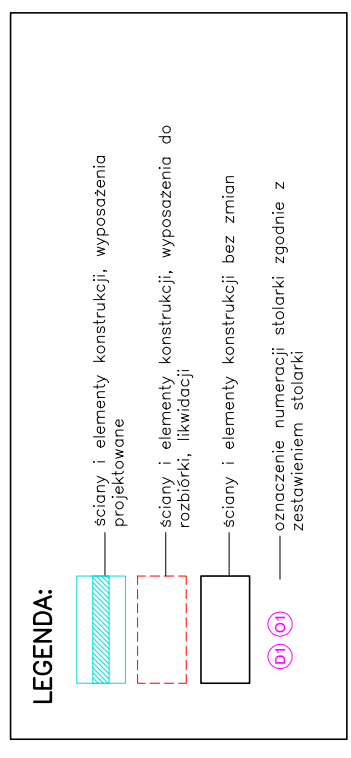 LEGENDA:
ściany i elementy konstrukcji, wyposażenia
projektowane
ściany i elementy konstrukcji, wyposażenia do
rozbiórki, likwidacji
ściany i elementy konstrukcji bez zmian
D1 O1
oznaczenie numeracji stolarki zgodnie z
zestawieniem stolarki